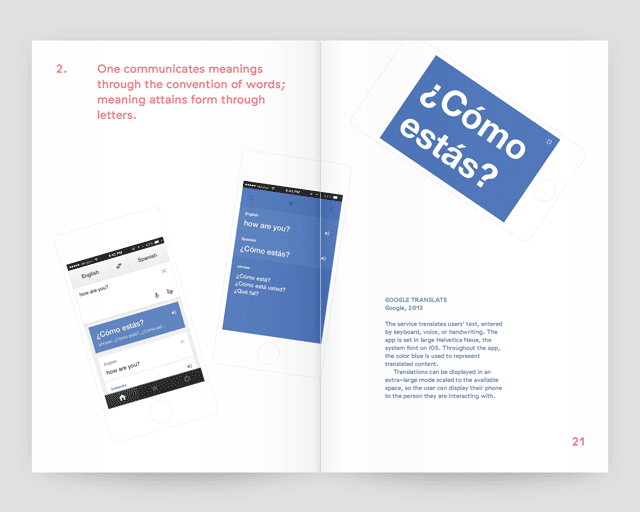 2.
One communicates meanings
through the convention of words;
meaning attains form through
letters.
English
Spanish
how are you?
¿Cómo estás?
English
how are you?
4:43 PM
English
how are you?
Spanish
¿Cómo estás?
phrase
¿Cómo está?
¿Cómo está usted?
¿Qué tal?
¿Cómo
estás?
GOOGLE TRANSLATE
Google, 2013
The service translates users' text, entered
by keyboard, voice, or handwriting. The
app is set in large Helvetica Neue, the
system font on iOS. Throughout the app,
the color blue is used to represent
translated content.
Translations can be displayed in an
extra-large mode scaled to the available
space, so the user can display their phone
to the person they are interacting with.
21